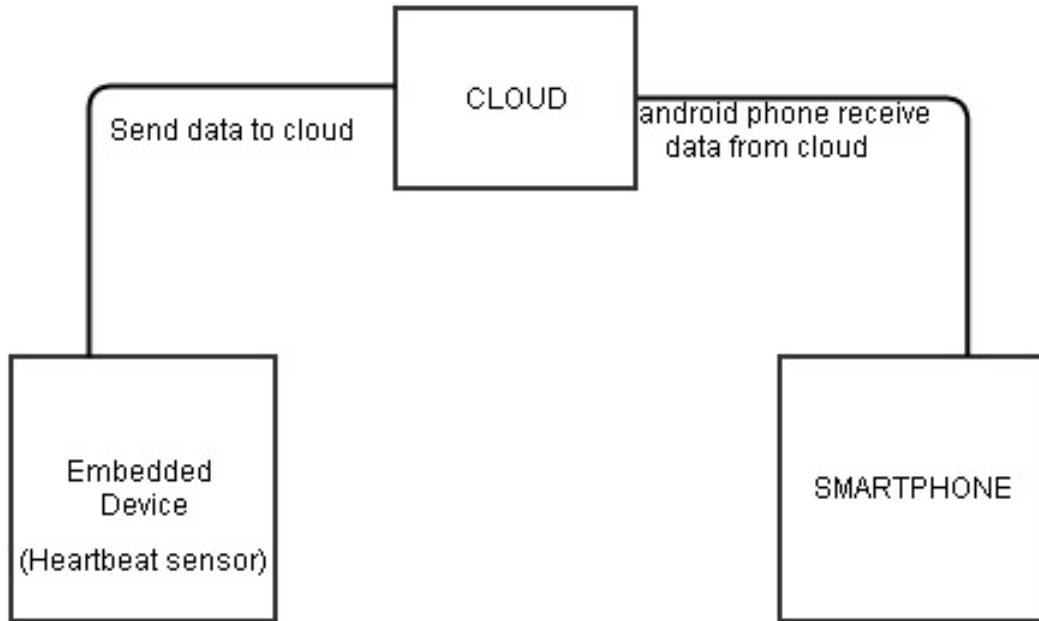 CLOUD
Send data to cloud
android phone receive
data from cloud
Embedded
Device
(Heartbeat sensor)
SMARTPHONE